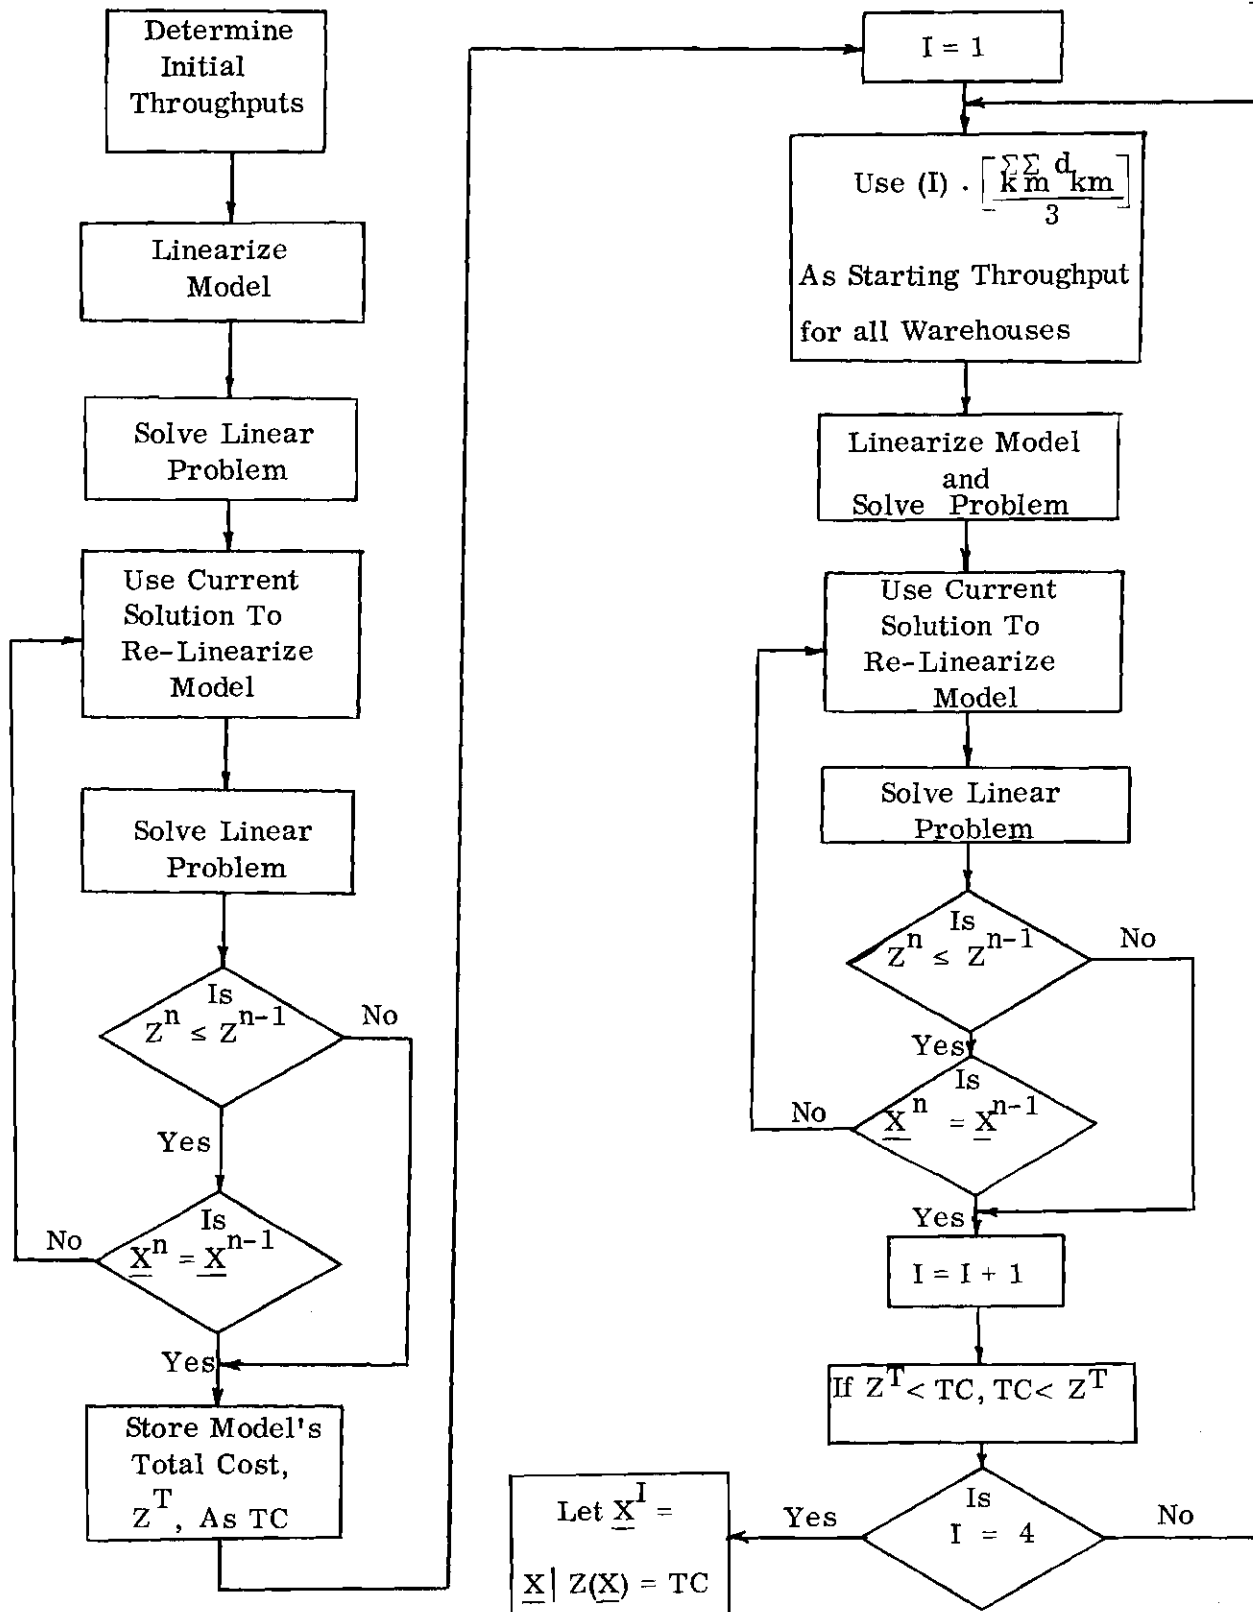 Determine
Initial
Throughputs
Linearize
Model
Solve Linear
Problem
Use Current
Solution To
Re-Linearize
Model
Solve Linear
Problem
Is
Z^n ≤ Z^{n-1}
No
Yes
Is
X^n = X^{n-1}
No
Yes
Store Model's
Total Cost,
Z^T, As TC
I = 1
Use (I) · [ΣΣ d_{km}
k m
3]
As Starting Throughput
for all Warehouses
Linearize Model
and
Solve Problem
Use Current
Solution To
Re-Linearize
Model
Solve Linear
Problem
Is
Z^n ≤ Z^{n-1}
No
Yes
Is
X^n = X^{n-1}
No
Yes
I = I + 1
If Z^T < TC, TC < Z^T
Is
I = 4
Yes
No
Let X^I =
X | Z(X) = TC